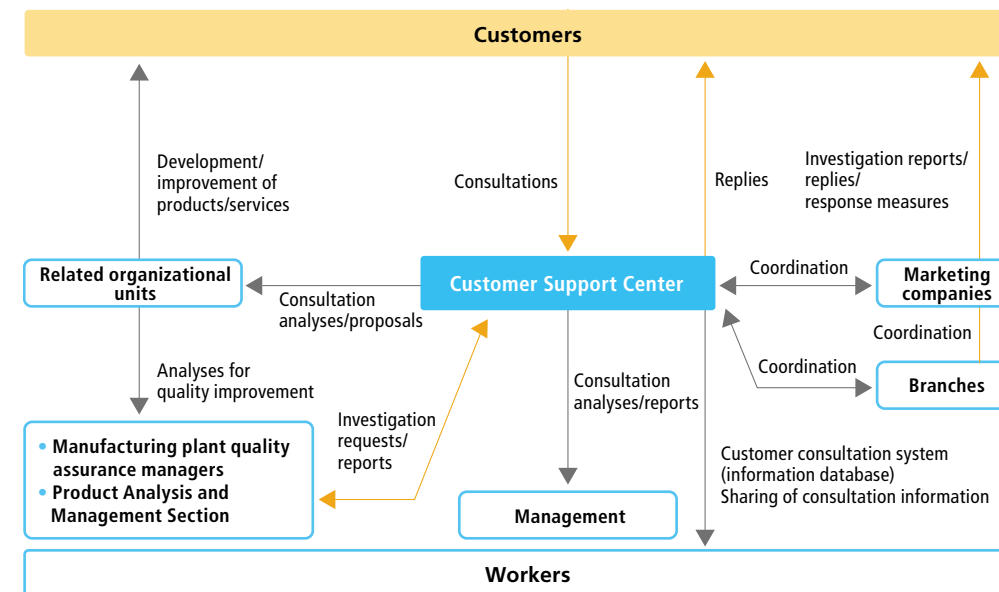 Customers
Development/
improvement of
products/services
Consultations
Replies
Investigation reports/
replies/
response measures
Related organizational
units
Consultation
analyses/proposals
Customer Support Center
Coordination
Marketing
companies
Coordination
Coordination
Branches
Analyses for
quality improvement
Investigation
requests/
reports
Consultation
analyses/reports
• Manufacturing plant quality
assurance managers
• Product Analysis and
Management Section
Management
Customer consultation system
(information database)
Sharing of consultation information
Workers